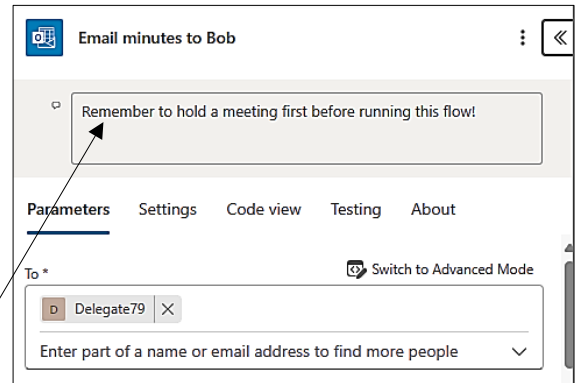 Email minutes to Bob
Remember to hold a meeting first before running this flow!
Parameters Settings Code view Testing About
To * Switch to Advanced Mode
D Delegate79
Enter part of a name or email address to find more people